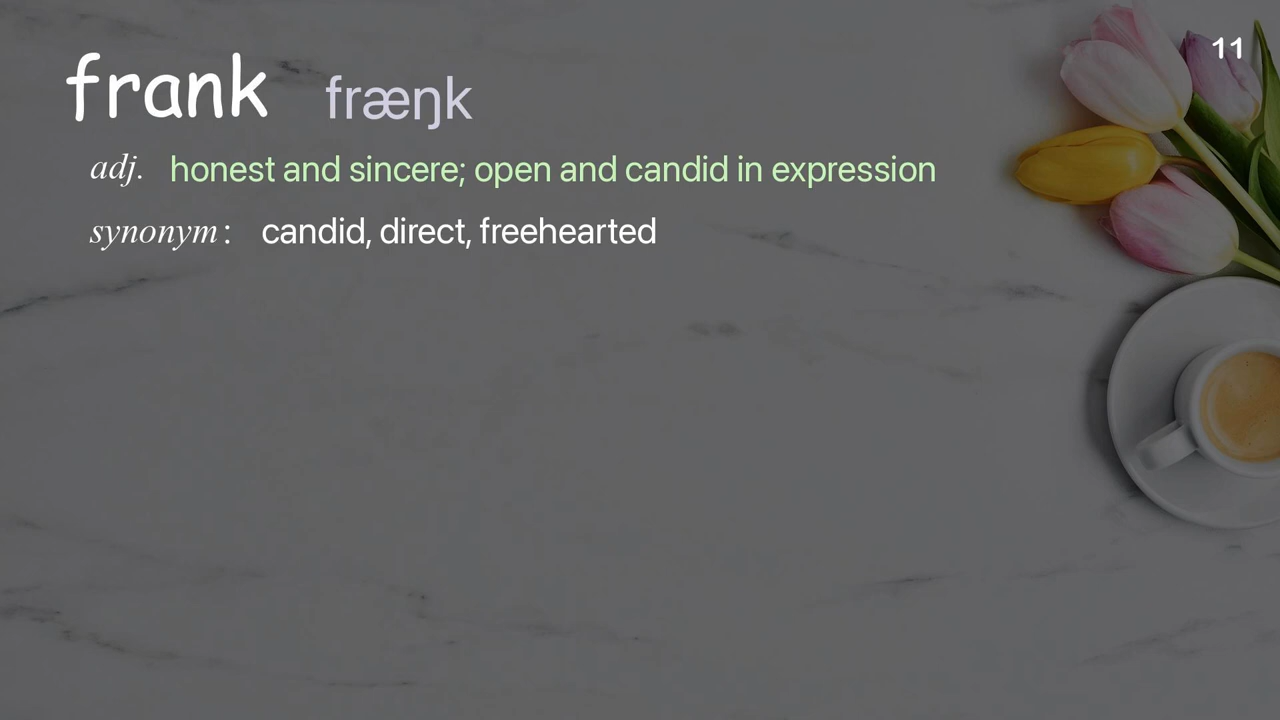 11
frank fræŋk
adj. honest and sincere; open and candid in expression
synonym: candid, direct, freehearted